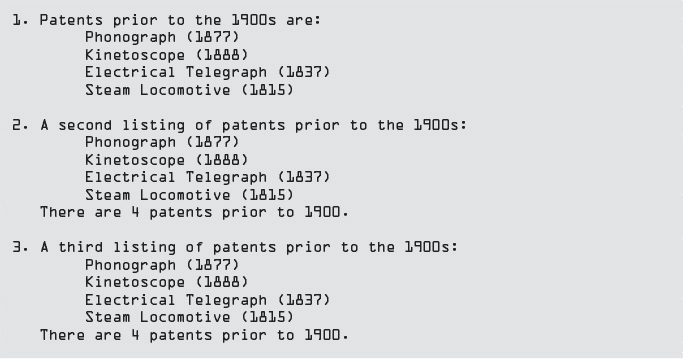 1. Patents prior to the 1900s are:
Phonograph (1877)
Kinetoscope (1888)
Electrical Telegraph (1837)
Steam Locomotive (1815)
2. A second listing of patents prior to the 1900s:
Phonograph (1877)
Kinetoscope (1888)
Electrical Telegraph (1837)
Steam Locomotive (1815)
There are 4 patents prior to 1900.
3. A third listing of patents prior to the 1900s:
Phonograph (1877)
Kinetoscope (1888)
Electrical Telegraph (1837)
Steam Locomotive (1815)
There are 4 patents prior to 1900.